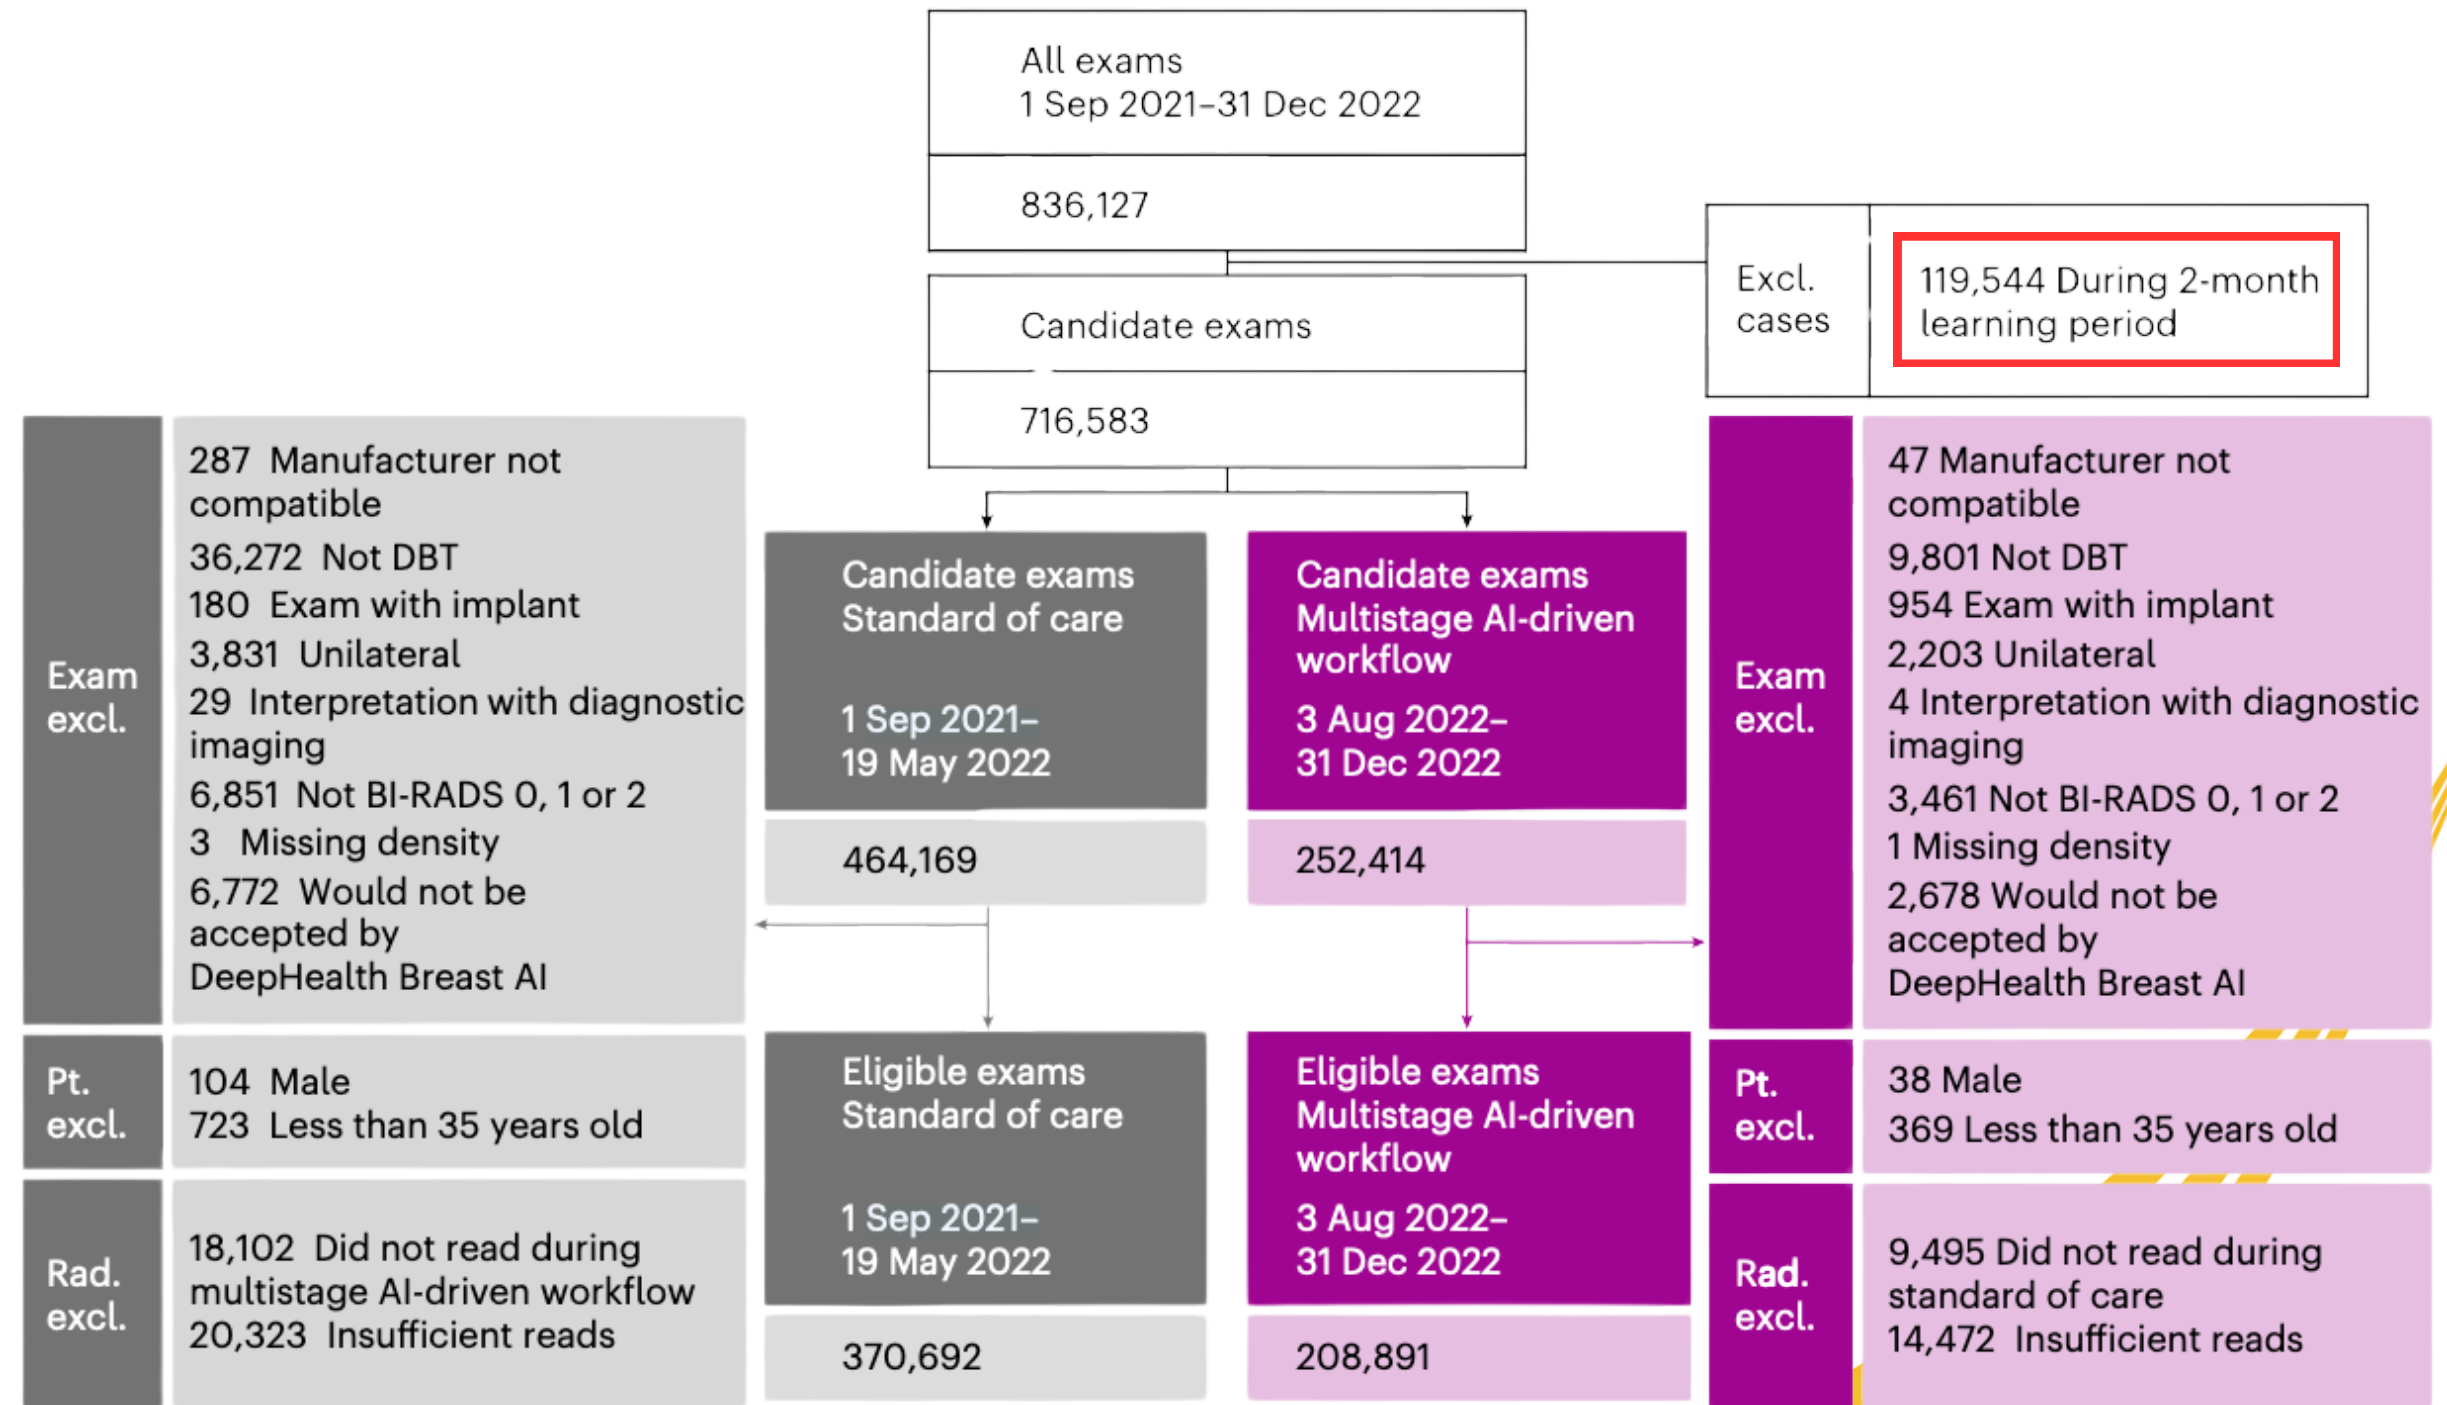 All exams
1 Sep 2021–31 Dec 2022
836,127
Excl.
cases
119,544 During 2-month
learning period
Candidate exams
716,583
Exam
excl.
287 Manufacturer not
compatible
36,272 Not DBT
180 Exam with implant
3,831 Unilateral
29 Interpretation with diagnostic
imaging
6,851 Not BI-RADS 0, 1 or 2
3 Missing density
6,772 Would not be
accepted by
DeepHealth Breast AI
Pt.
excl.
104 Male
723 Less than 35 years old
Rad.
excl.
18,102 Did not read during
multistage AI-driven workflow
20,323 Insufficient reads
Candidate exams
Standard of care
1 Sep 2021–
19 May 2022
464,169
Eligible exams
Standard of care
1 Sep 2021–
19 May 2022
370,692
Candidate exams
Multistage AI-driven
workflow
3 Aug 2022–
31 Dec 2022
252,414
Eligible exams
Multistage AI-driven
workflow
3 Aug 2022–
31 Dec 2022
208,891
Exam
excl.
47 Manufacturer not
compatible
9,801 Not DBT
954 Exam with implant
2,203 Unilateral
4 Interpretation with diagnostic
imaging
3,461 Not BI-RADS 0, 1 or 2
1 Missing density
2,678 Would not be
accepted by
DeepHealth Breast AI
Pt.
excl.
38 Male
369 Less than 35 years old
Rad.
excl.
9,495 Did not read during
standard of care
14,472 Insufficient reads